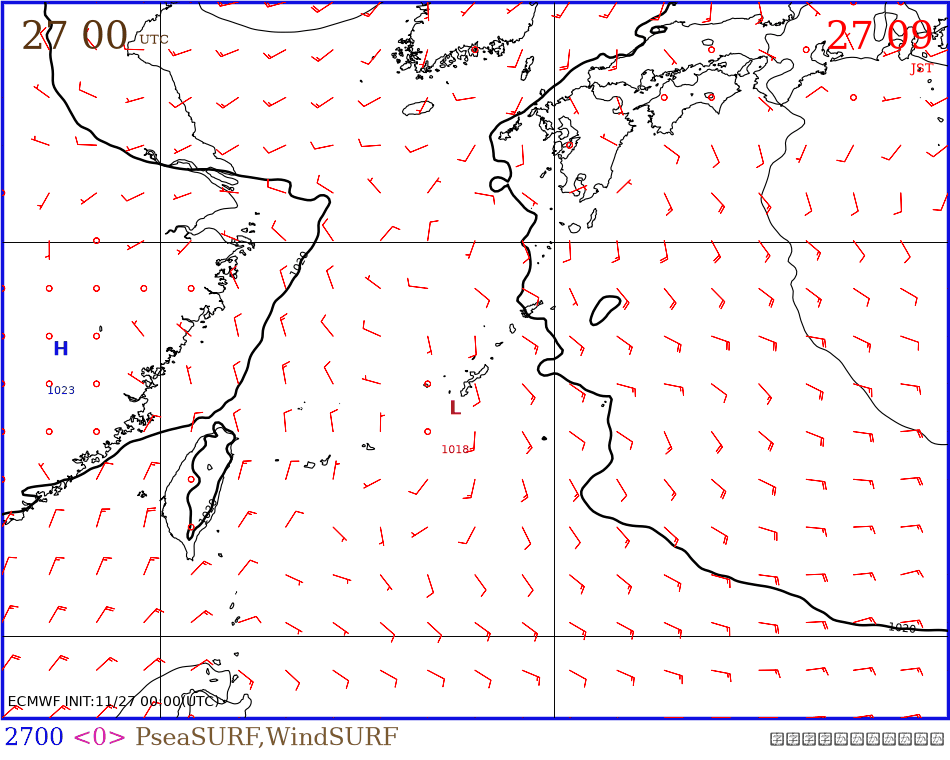 27 00 UTC
27 09 JST
1020
H
1023
L
1018
1020
1020
ECMWF INIT:11/27 00:00(UTC)
2700 <0> PseaSURF,WindSURF